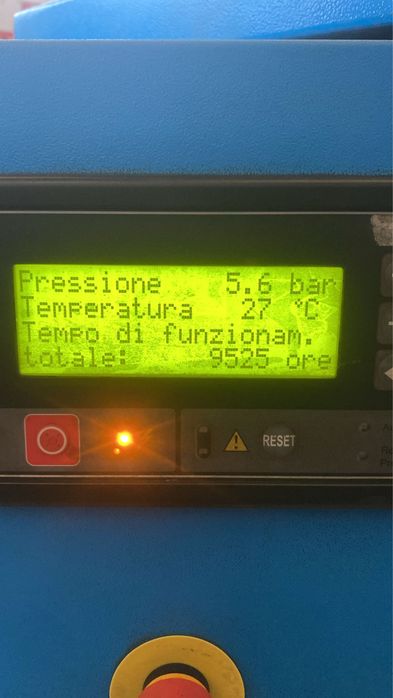 Pressione 5.6 bar
Temperatura 27 °C
Tempo di funzionam.
totale: 9525 ore
RESET